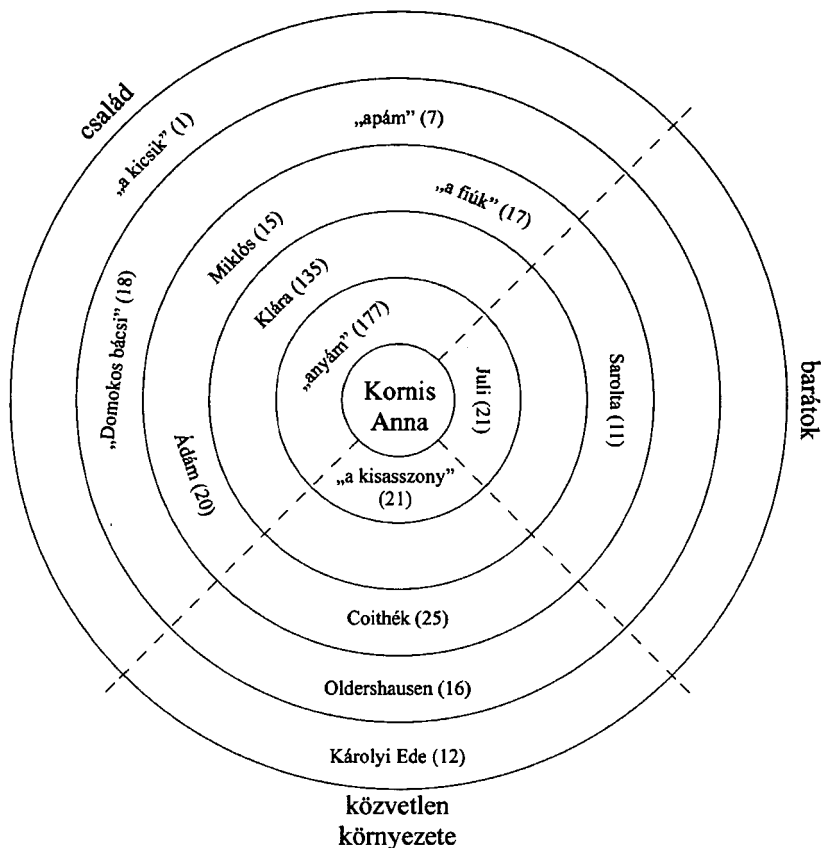 család
„a kicsik” (1)
„apám” (7)
„a fiúk” (17)
Miklós (15)
Klára (135)
„anyám” (177)
„Domokos bácsi” (18)
Ádám (20)
Kornis
Anna
Juli (21)
Sarolta (11)
barátok
„a kisasszony”
(21)
Coithék (25)
Oldershausen (16)
Károlyi Ede (12)
közvetlen
környezete